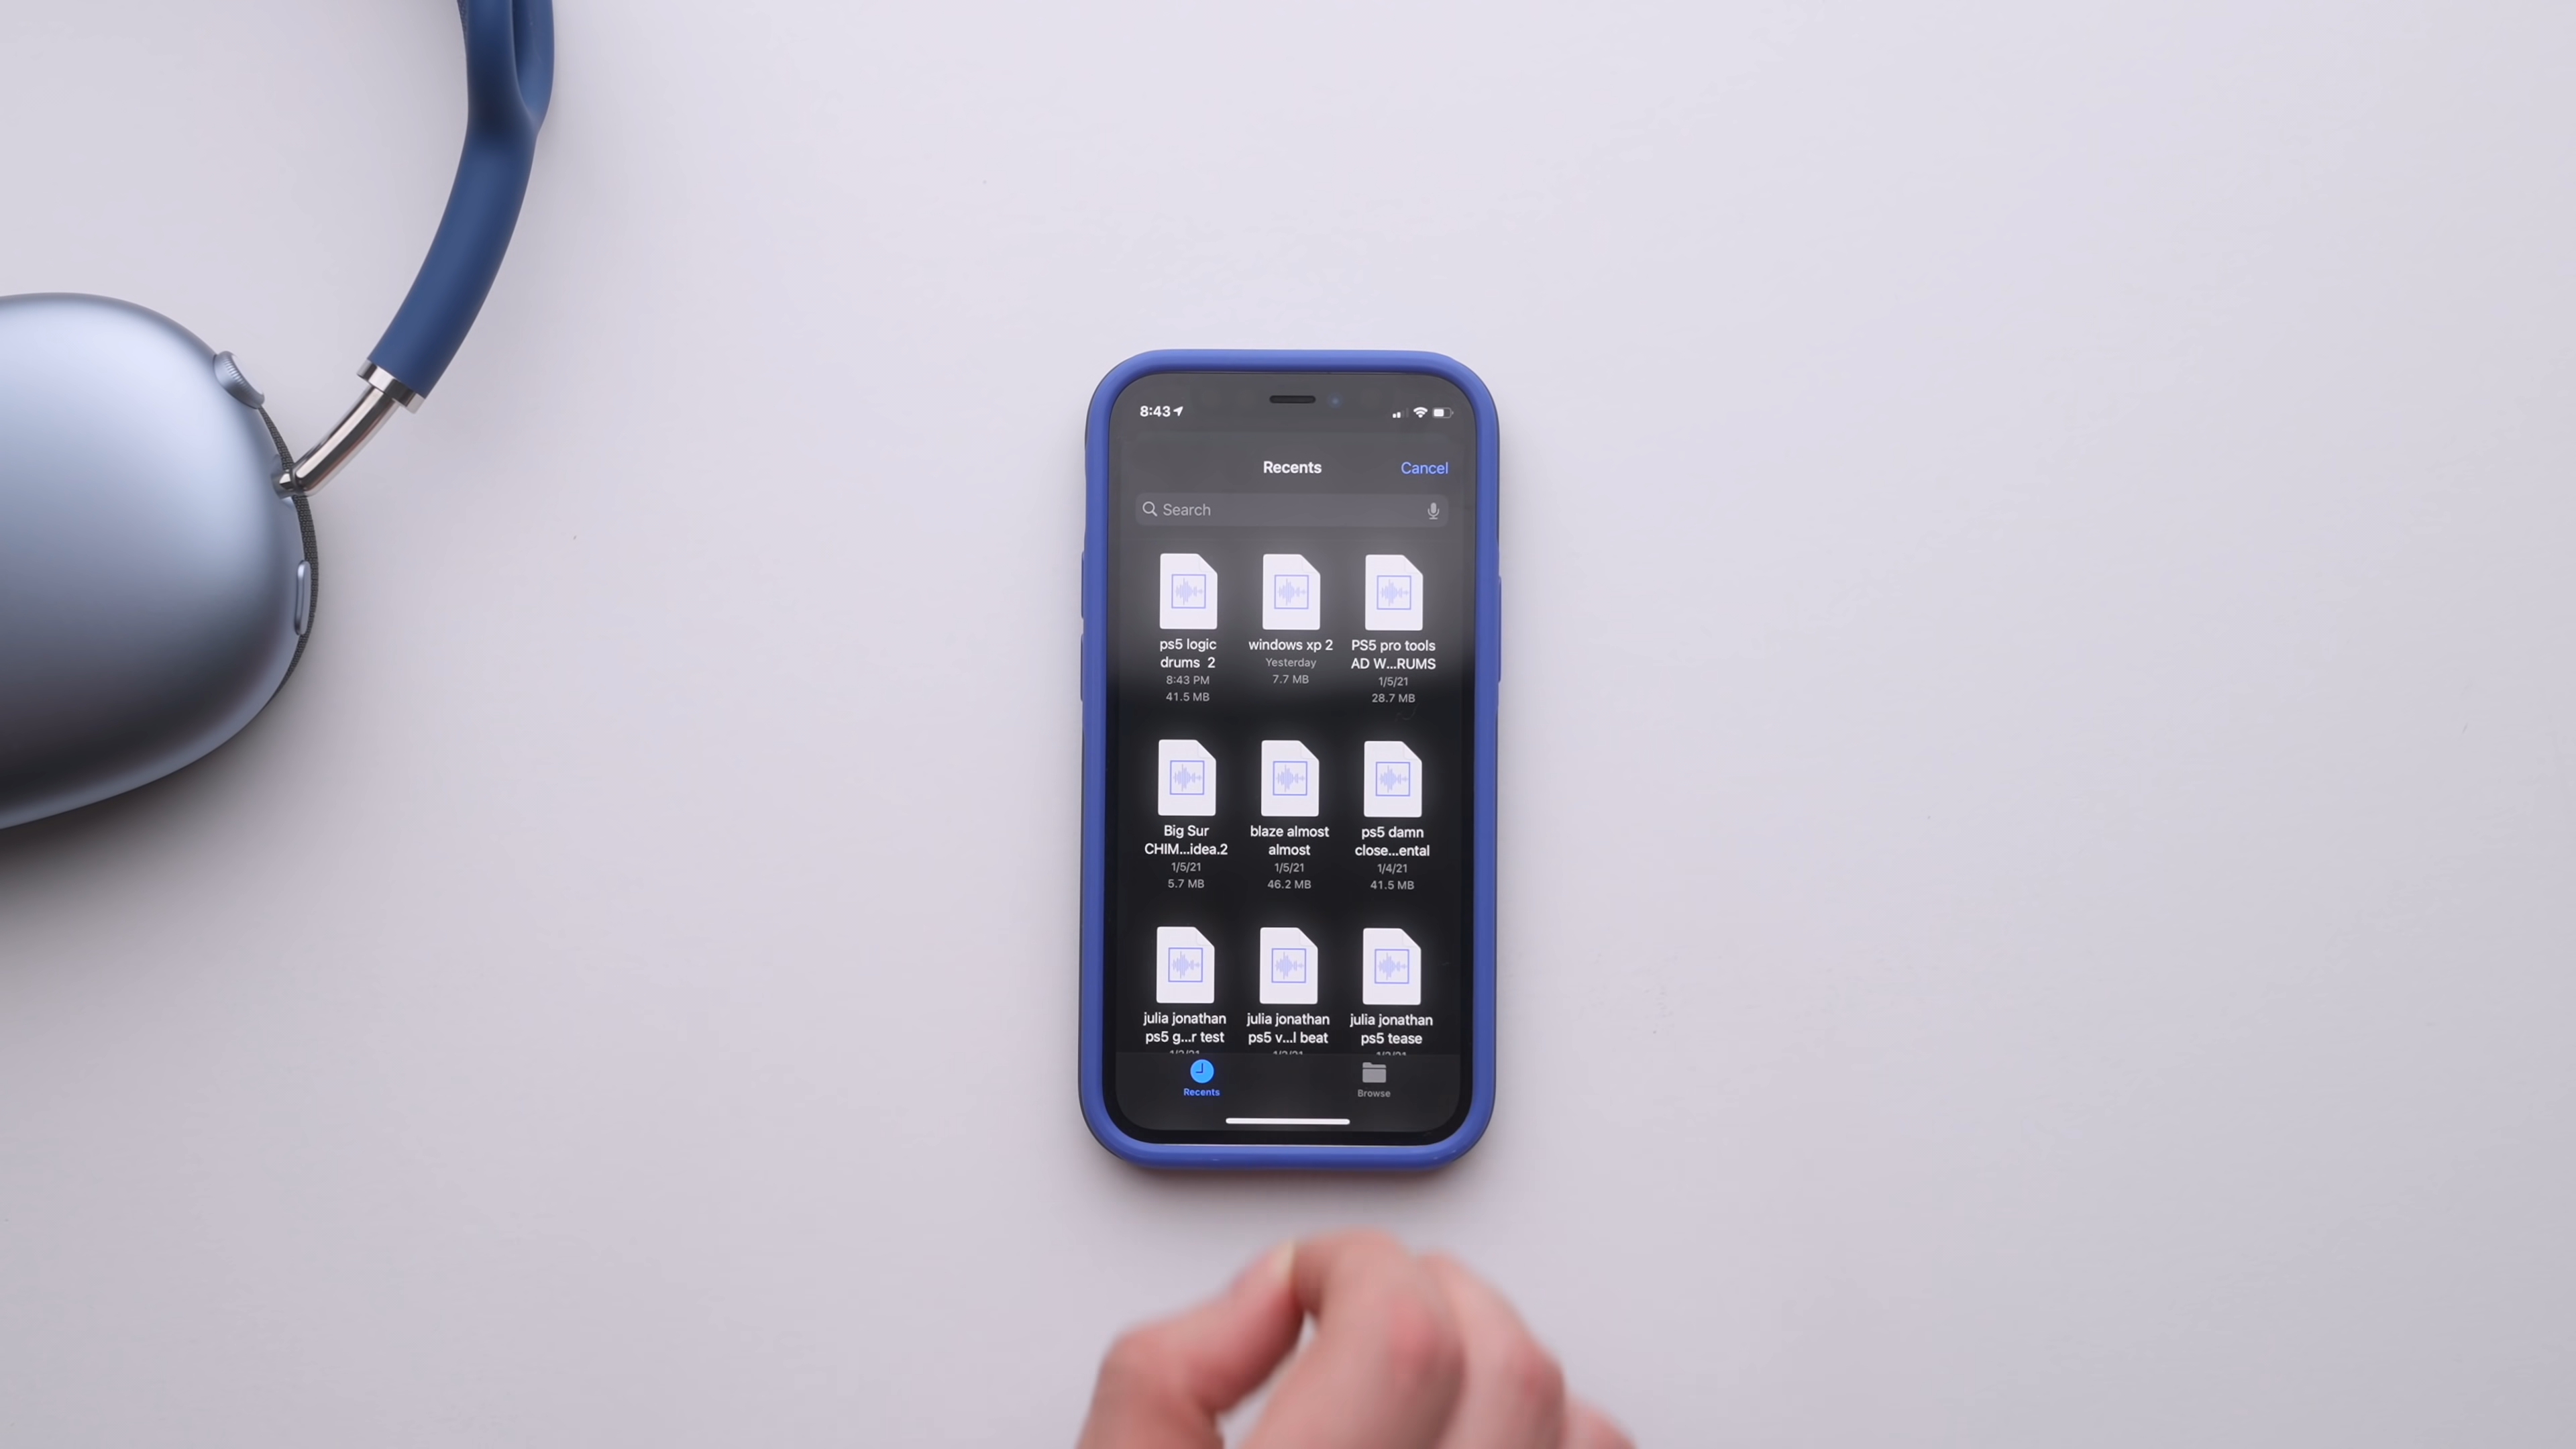 8:43
Recents
Cancel
Search
ps5 logic
drums 2
8:43 PM
41.5 MB
windows xp 2
Yesterday
7.7 MB
PS5 pro tools
AD W...RUMS
1/5/21
28.7 MB
Big Sur
CHIM...idea.2
1/5/21
5.7 MB
blaze almost
almost
1/5/21
46.2 MB
ps5 damn
close...ental
1/4/21
41.5 MB
julia jonathan
ps5 g...r test
julia jonathan
ps5 v...l beat
julia jonathan
ps5 tease
Recents
Browse